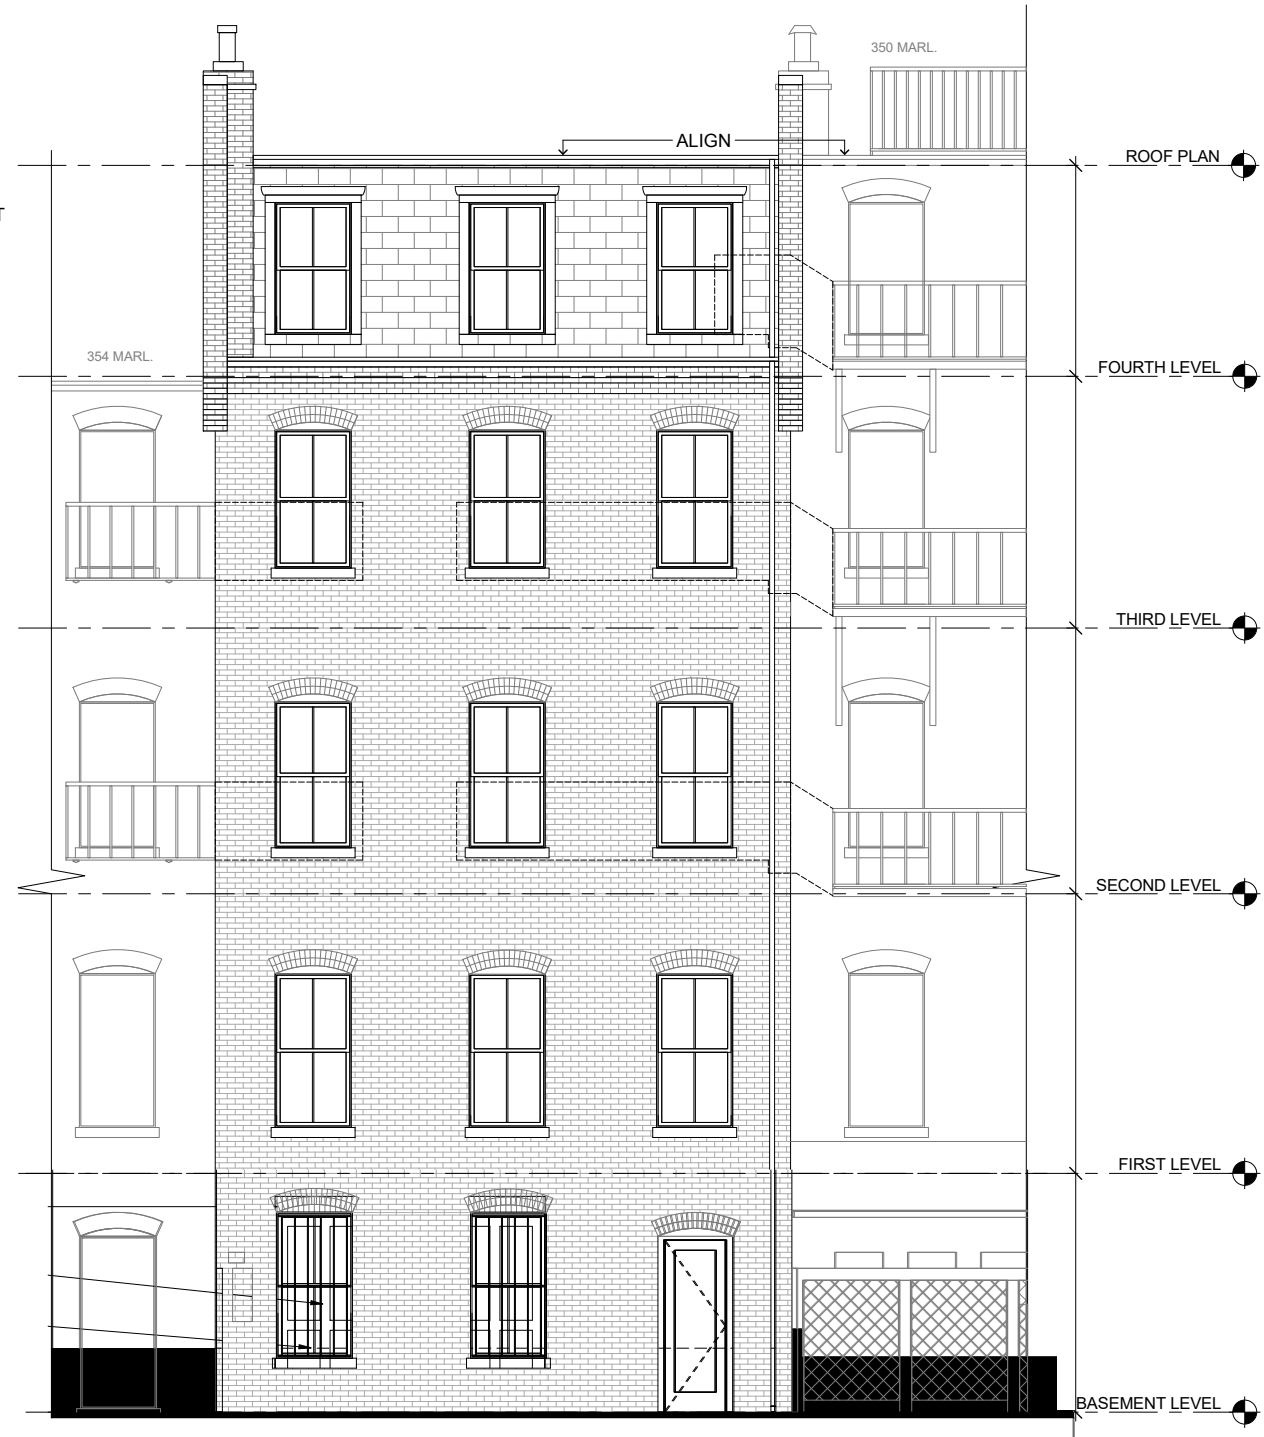 350 MARL.
ALIGN
ROOF PLAN
T
354 MARL.
FOURTH LEVEL
THIRD LEVEL
SECOND LEVEL
FIRST LEVEL
BASEMENT LEVEL